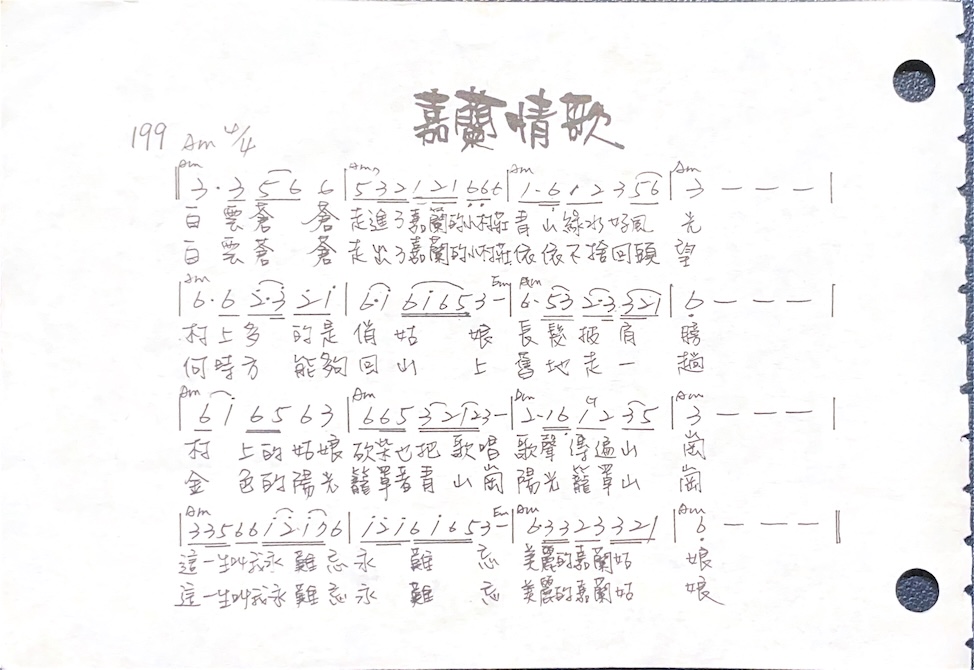 嘉蘭情歌
199 Am 4/4
Am Am7 Am Am
3·3 5 6 6 | 5 3 2 1 1 2 1 6 6 6 | 1·6 1 2 3 5 6 | 3 — — — |
白雲蒼 蒼 走進了嘉蘭的小村莊 青山綠水好風 光
白雲蒼 蒼 走出了嘉蘭的小村莊 依依不捨回頭 望
Am Em Am
6·6 2·3 2 1 | 6·1 6 1 6 5 3 — | 6·5 3 2·3 3 2 1 | 6 — — — |
村上多 的是俏姑 娘 長髮披肩 膀
何時方 能夠回山 上 舊地走一 趟
Am Am Dm G Am
6 1 6 5 6 3 | 6 6 5 3 2 1 2 3 — | 2·1 6 1 2 3 5 | 3 — — — |
村 上的姑娘 砍柴也把 歌唱 歌聲傳遍山 崗
金 色的陽光 籠罩著青 山崗 陽光籠罩山 崗
Am Em Am Am
3 3 5 6 6 1 2 1 3 6 | 1 2 1 6 1 6 5 3 — | 6 3 3 2 3 3 2 1 | 6 — — — ‖
這一生叫我永難忘 永 難 忘 美麗的嘉蘭姑 娘
這一生叫我永難忘 永 難 忘 美麗的嘉蘭姑 娘